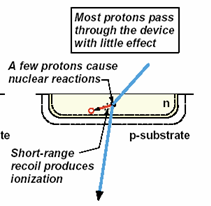 Most protons pass
through the device
with little effect
A few protons cause
nuclear reactions
n
te
p-substrate
Short-range
recoil produces
ionization